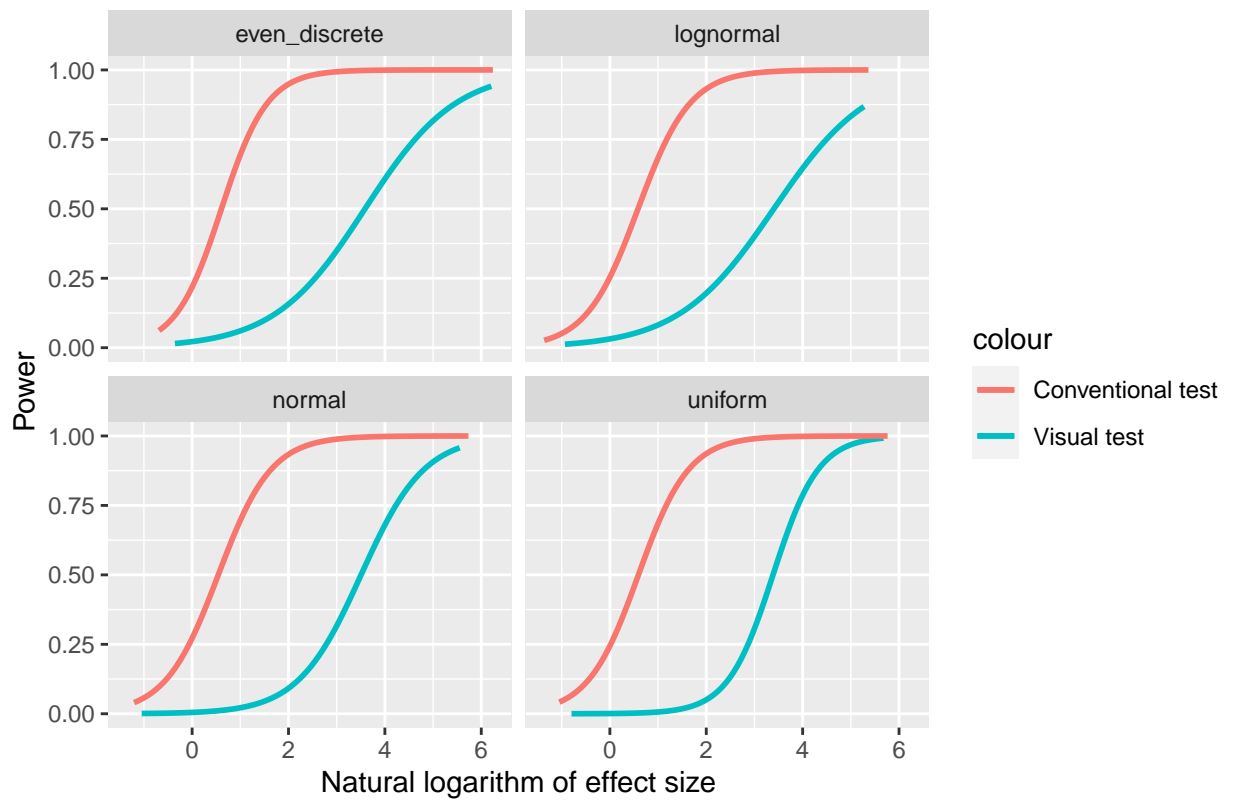 even_discrete
lognormal
1.00
0.75
0.50
0.25
0.00
normal
uniform
1.00
0.75
0.50
0.25
0.00
0 2 4 6
0 2 4 6
Natural logarithm of effect size
Power
colour
Conventional test
Visual test